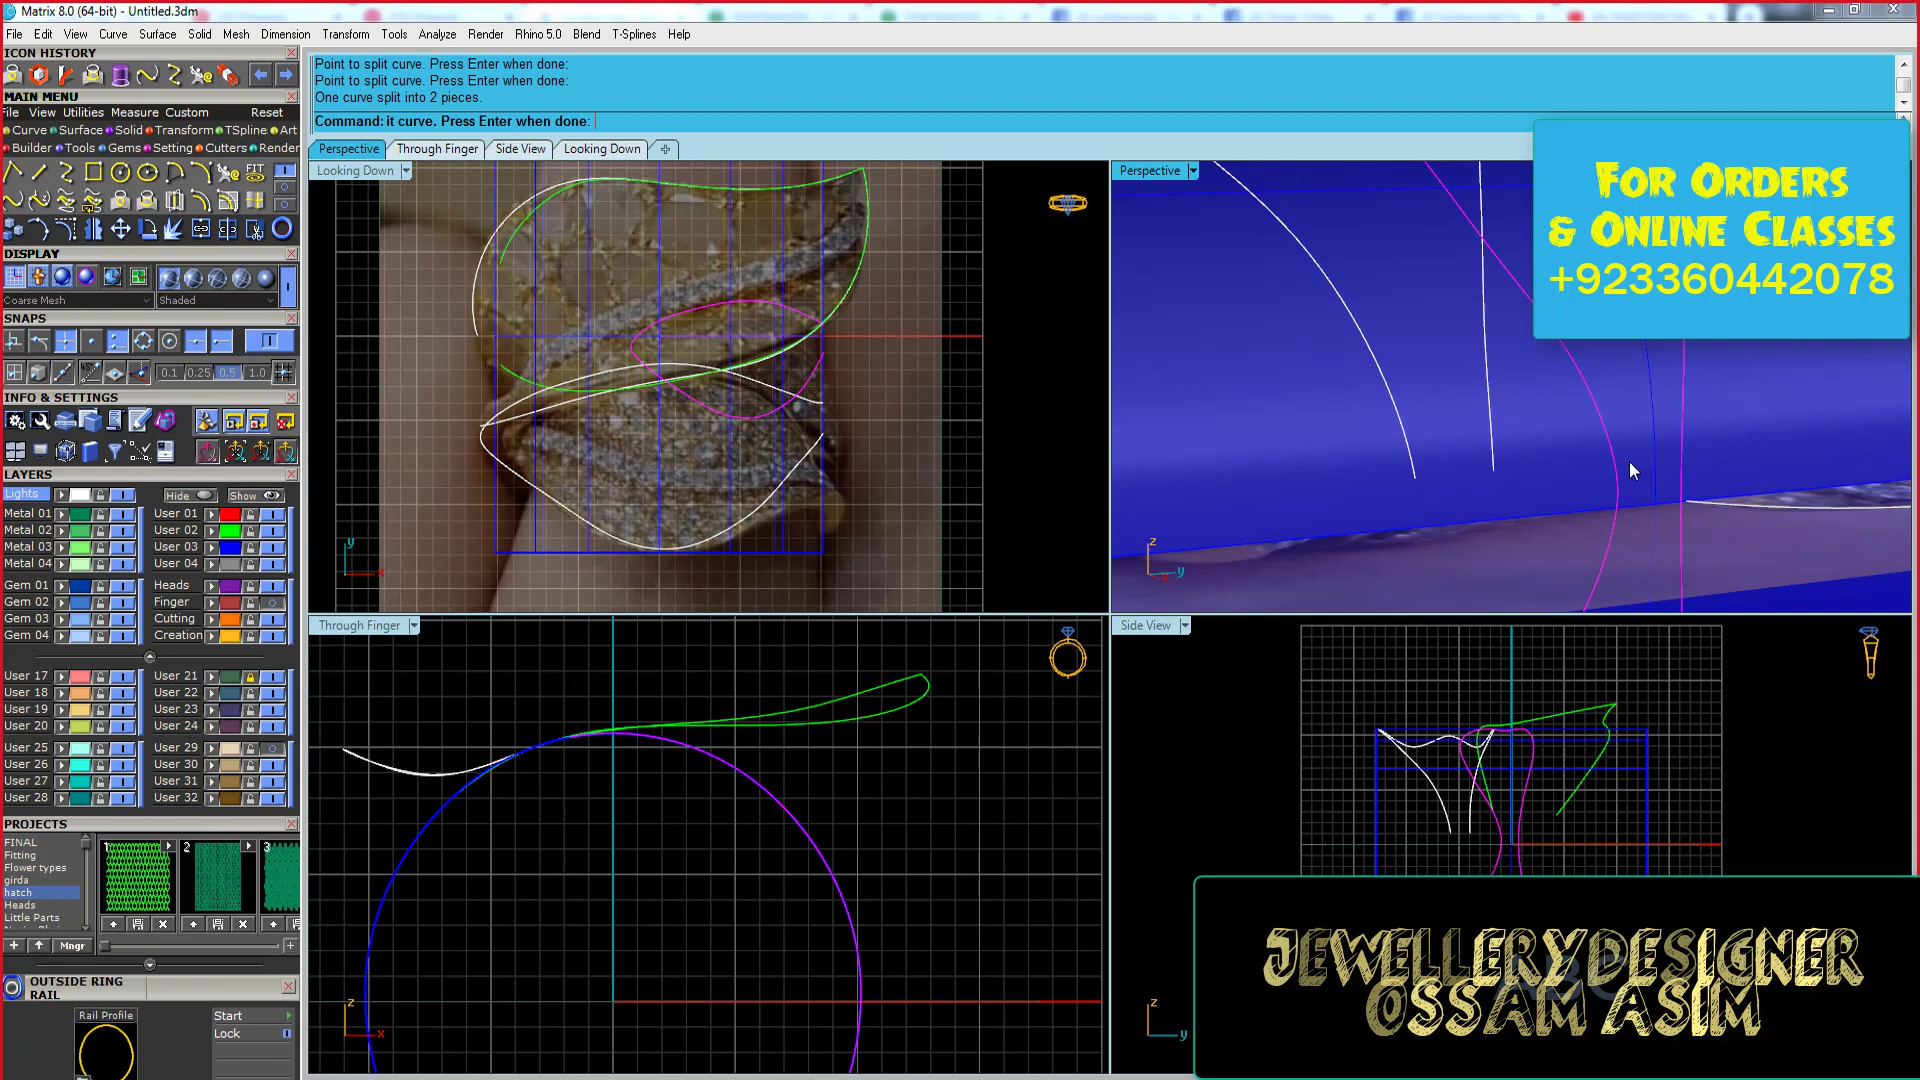 Matrix 8.0 (64-bit) - Untitled.3dm
File Edit View Curve Surface Solid Mesh Dimension Transform Tools Analyze Render Rhino 5.0 Blend T-Splines Help
ICON HISTORY
MAIN MENU
File View Utilities Measure Custom Reset
Curve Surface Solid Transform TSpline Art
Builder Tools Gems Setting Cutters Render
FIT
DISPLAY
Coarse Mesh Shaded
SNAPS
0.1 0.25 0.5 1.0
INFO & SETTINGS
LAYERS
Lights Hide Show
Metal 01 User 01
Metal 02 User 02
Metal 03 User 03
Metal 04 User 04
Gem 01 Heads
Gem 02 Finger
Gem 03 Cutting
Gem 04 Creation
User 17 User 21
User 18 User 22
User 19 User 23
User 20 User 24
User 25 User 29
User 26 User 30
User 27 User 31
User 28 User 32
PROJECTS
FINAL
Fitting
Flower types
girda
hatch
Heads
Little Parts
1 2 3
Mngr
OUTSIDE RING
RAIL
Rail Profile
Start
Lock
Point to split curve. Press Enter when done:
Point to split curve. Press Enter when done:
One curve split into 2 pieces.
Command: it curve. Press Enter when done:
Perspective Through Finger Side View Looking Down
Looking Down
y
x
Perspective
z
y
x
Through Finger
z
x
Side View
z
y
For Orders
& Online Classes
+923360442078
JEWELLERY DESIGNER
OSSAM ASIM